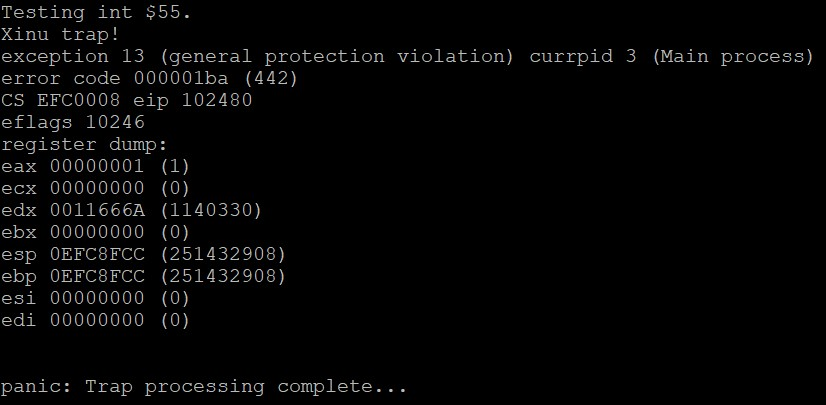 Testing int $55.
Xinu trap!
exception 13 (general protection violation) currpid 3 (Main process)
error code 000001ba (442)
CS EFC0008 eip 102480
eflags 10246
register dump:
eax 00000001 (1)
ecx 00000000 (0)
edx 0011666A (1140330)
ebx 00000000 (0)
esp 0EFC8FCC (251432908)
ebp 0EFC8FCC (251432908)
esi 00000000 (0)
edi 00000000 (0)
panic: Trap processing complete...